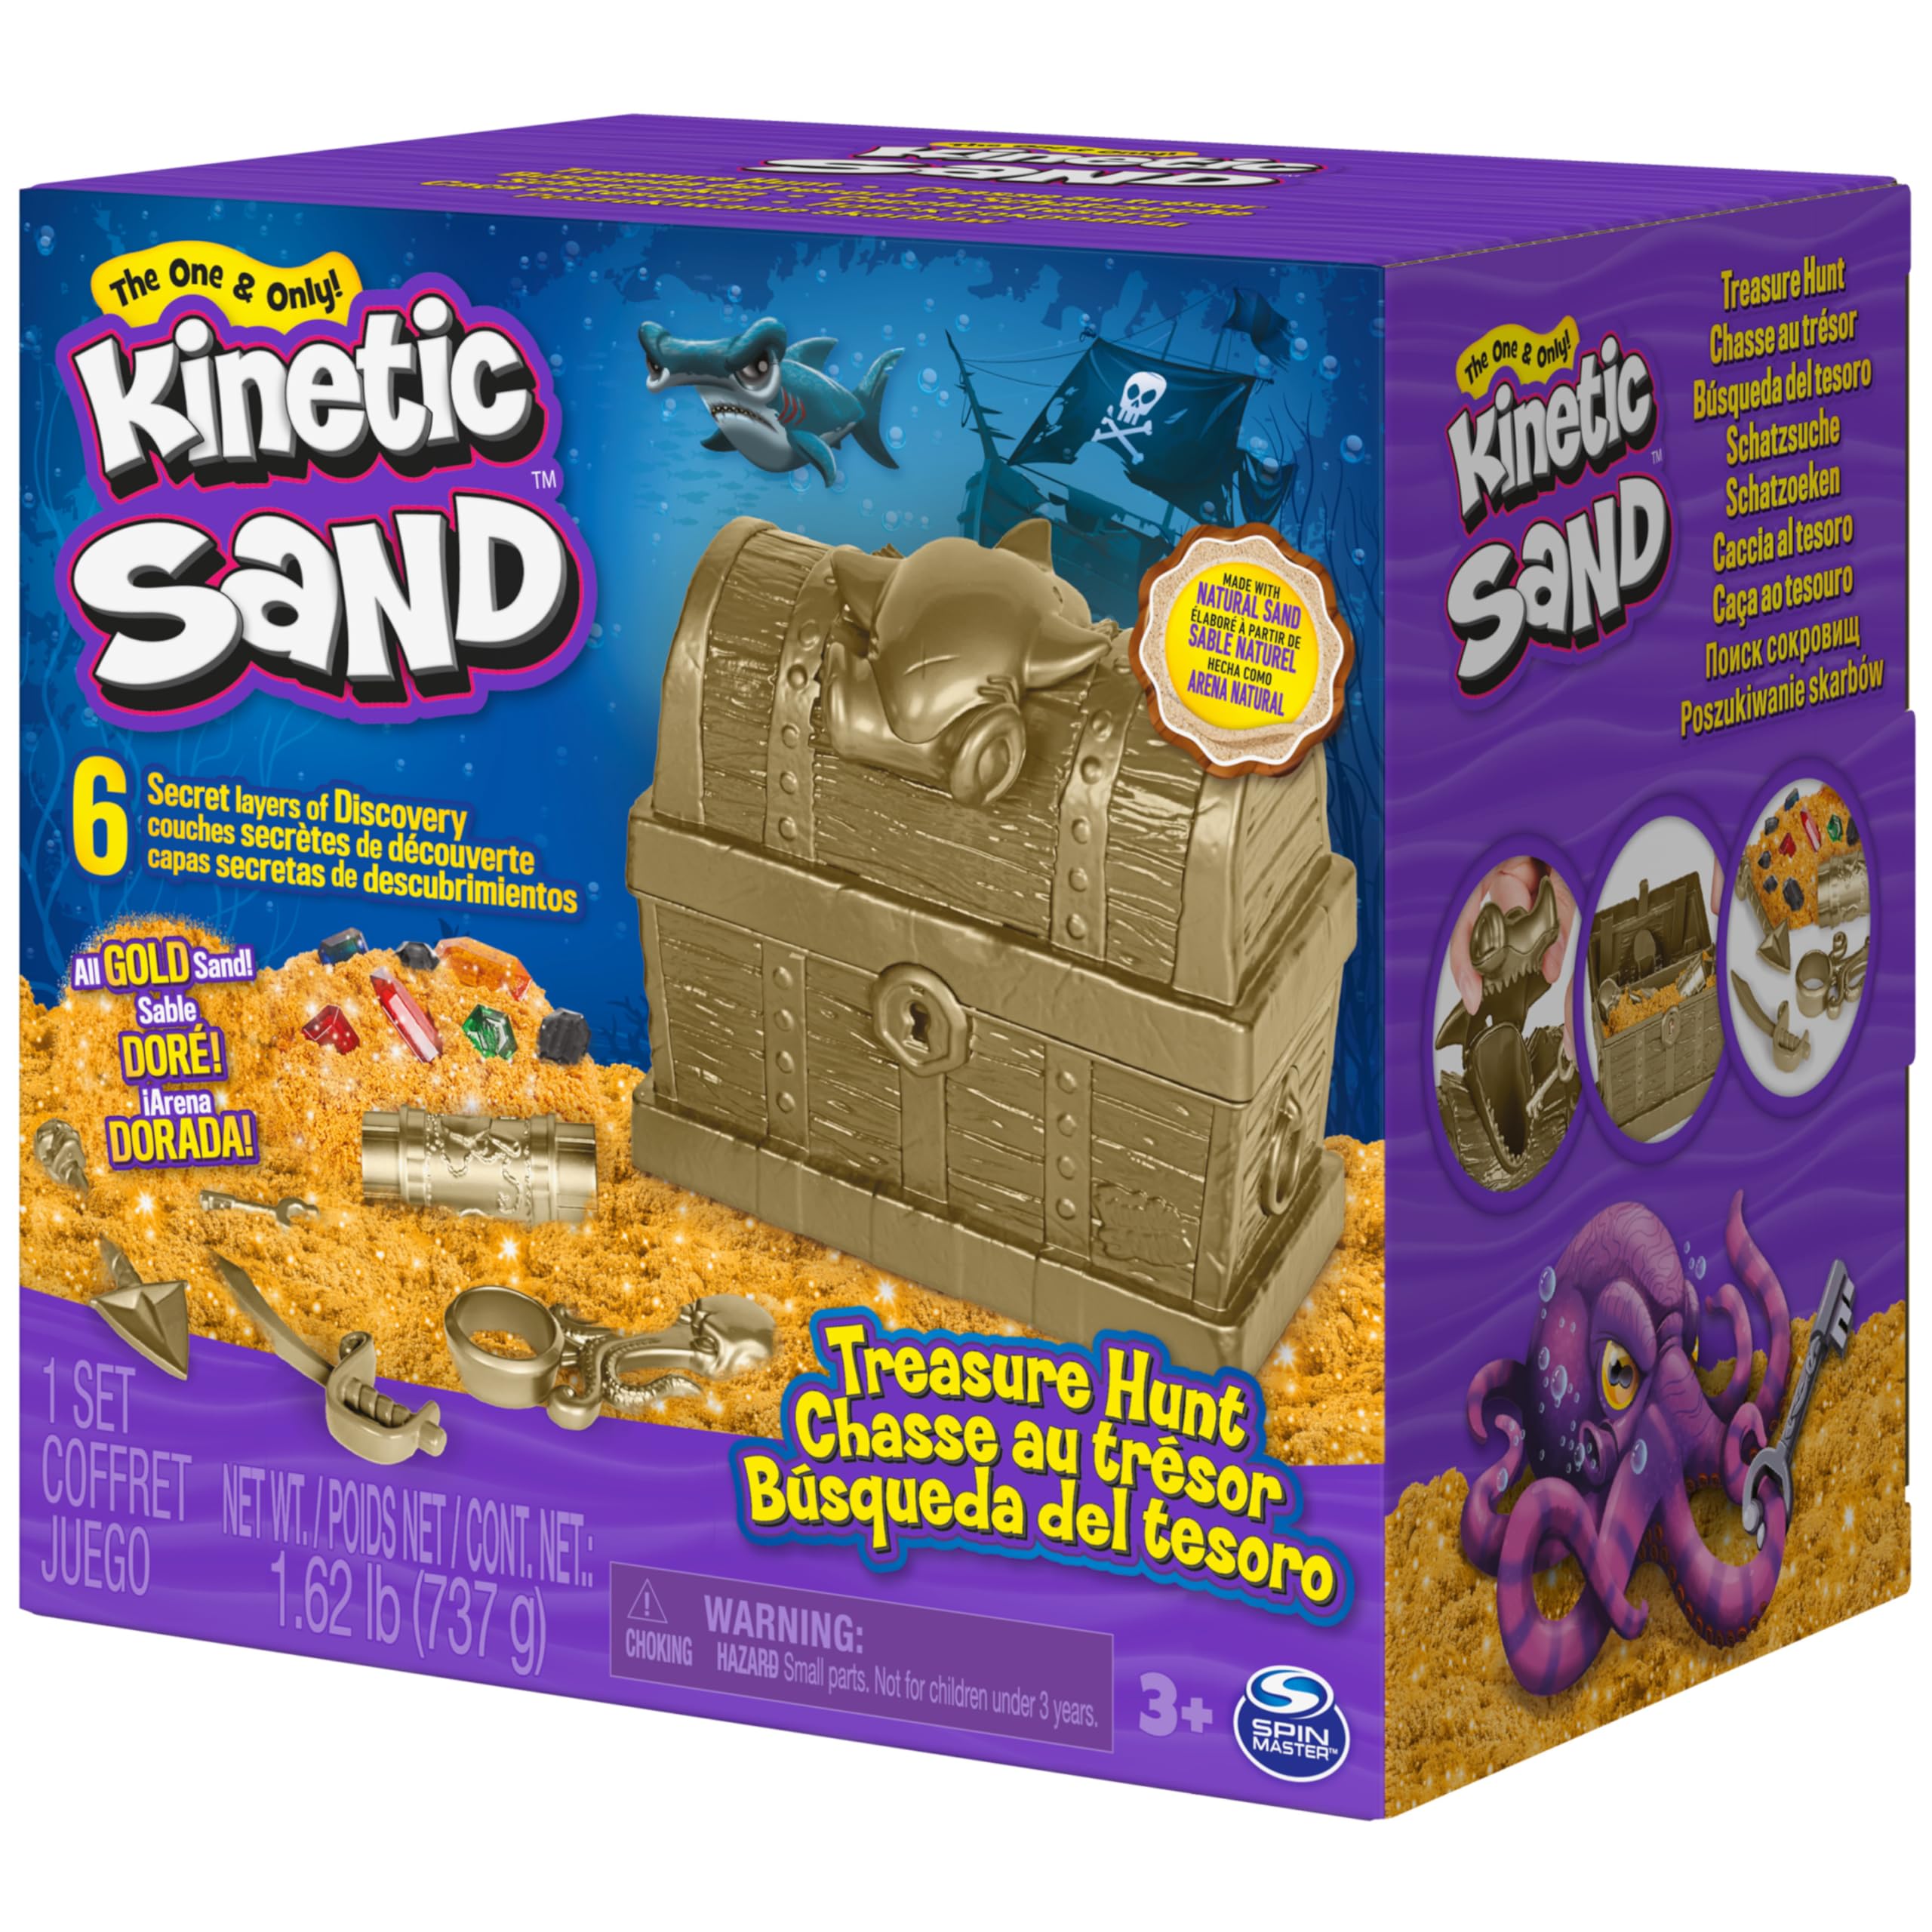 The One & Only!
Kinetic
SAND
Kinetic
SaND
TM
6
Secret layers of Discovery
couches secrètes de découverte
capas secretas de descubrimientos
All GOLD Sand!
Sable
DORÉ!
¡Arena
DORADA!
MADE WITH
NATURAL SAND
ÉLABORÉ À PARTIR DE
SABLE NATUREL
HECHA COMO
ARENA NATURAL
Treasure Hunt
Chasse au trésor
Búsqueda del tesoro
1 SET
COFFRET
JUEGO
NET WT. / POIDS NET / CONT. NET.:
1.62 lb (737 g)
WARNING:
CHOKING HAZARD Small parts. Not for children under 3 years.
3+
SPIN
MASTER™
The One & Only!
Kinetic
SaND
TM
Treasure Hunt
Chasse au trésor
Búsqueda del tesoro
Schatzsuche
Schatzoeken
Caccia al tesoro
Caça ao tesouro
Поиск сокровищ
Poszukiwanie skarbów